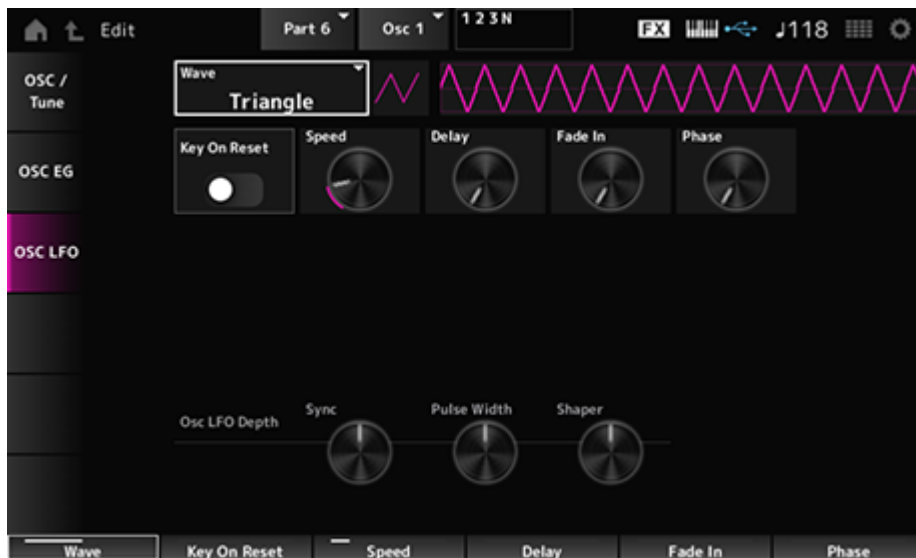 Edit
Part 6
Osc 1
1 2 3 N
FX
♩118
OSC /
Tune
OSC EG
OSC LFO
Wave
Triangle
Key On Reset
Speed
Delay
Fade In
Phase
Osc LFO Depth
Sync
Pulse Width
Shaper
Wave
Key On Reset
Speed
Delay
Fade In
Phase